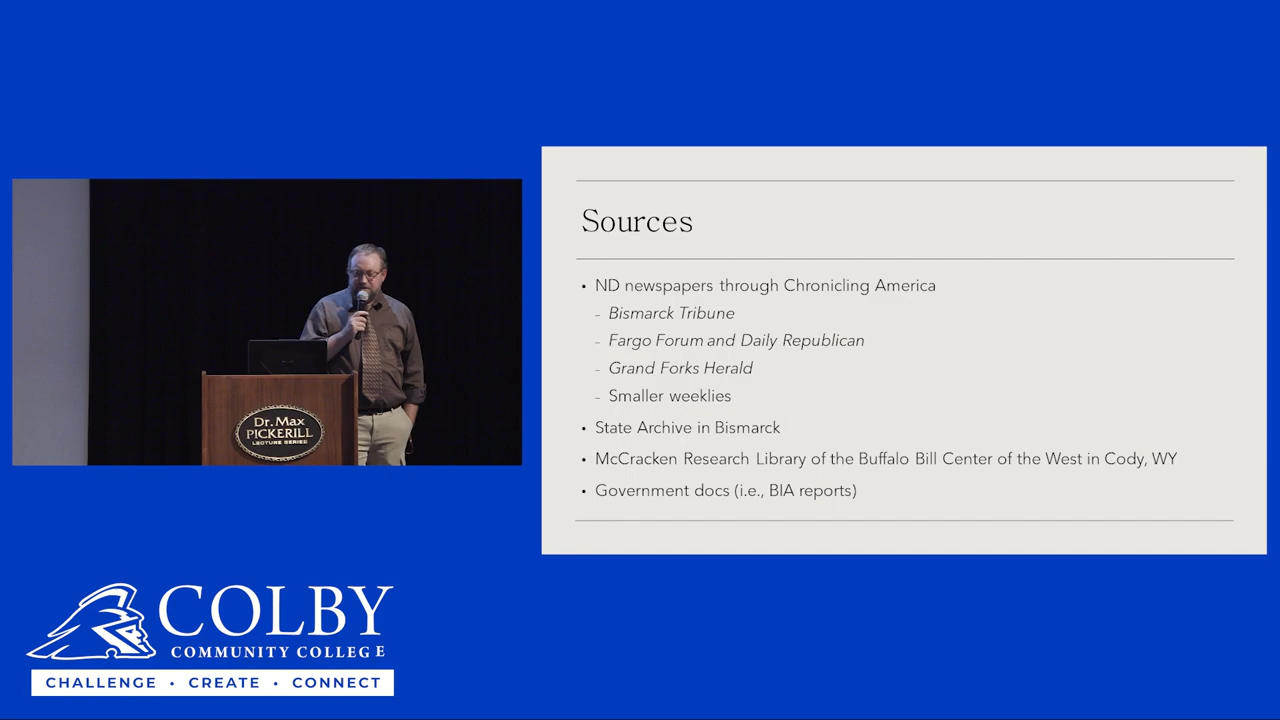 Sources
• ND newspapers through Chronicling America
– Bismarck Tribune
– Fargo Forum and Daily Republican
– Grand Forks Herald
– Smaller weeklies
• State Archive in Bismarck
• McCracken Research Library of the Buffalo Bill Center of the West in Cody, WY
• Government docs (i.e., BIA reports)
Dr. Max
PICKERILL
LECTURE SERIES
COLBY
COMMUNITY COLLEGE
CHALLENGE • CREATE • CONNECT